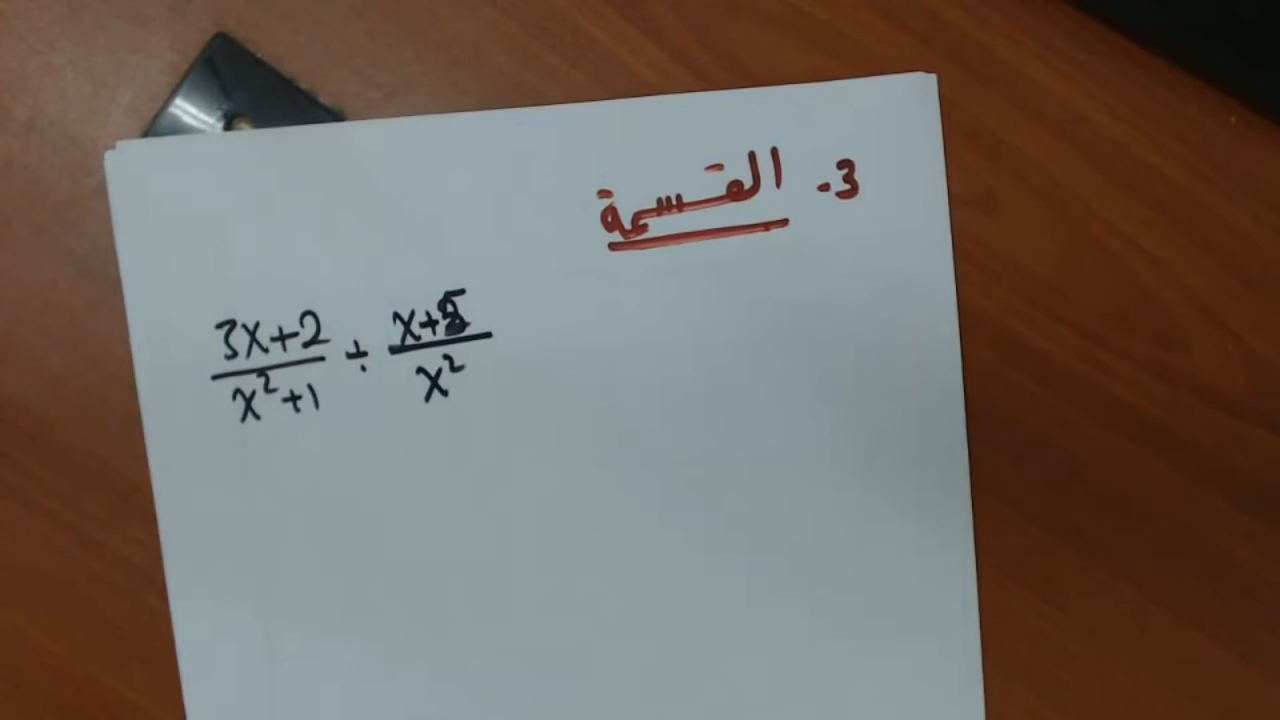 3. القسمة
(3x+2)/(x²+1) ÷ (x+5)/x²